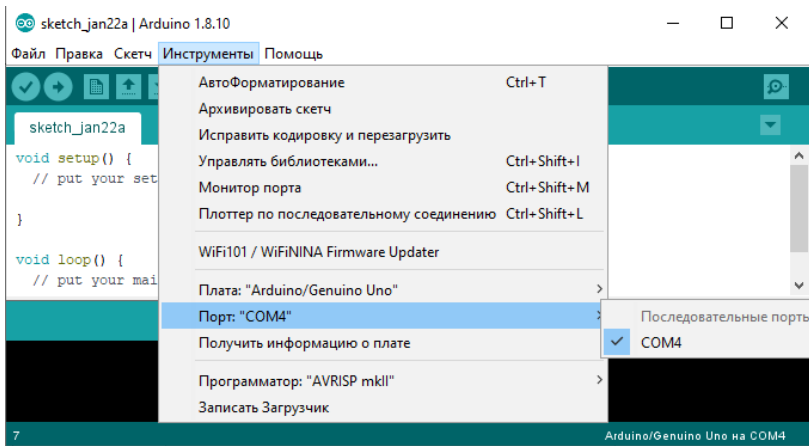 sketch_jan22a | Arduino 1.8.10
Файл Правка Скетч Инструменты Помощь
АвтоФорматирование Ctrl+T
Архивировать скетч
sketch_jan22a
Исправить кодировку и перезагрузить
void setup() {
Управлять библиотеками... Ctrl+Shift+I
// put your set
Монитор порта Ctrl+Shift+M
Плоттер по последовательному соединению Ctrl+Shift+L
}
WiFi101 / WiFiNINA Firmware Updater
void loop() {
// put your mai
Плата: "Arduino/Genuino Uno"
Порт: "COM4"
Последовательные порты
Получить информацию о плате
COM4
Программатор: "AVRISP mkII"
Записать Загрузчик
7 Arduino/Genuino Uno на COM4